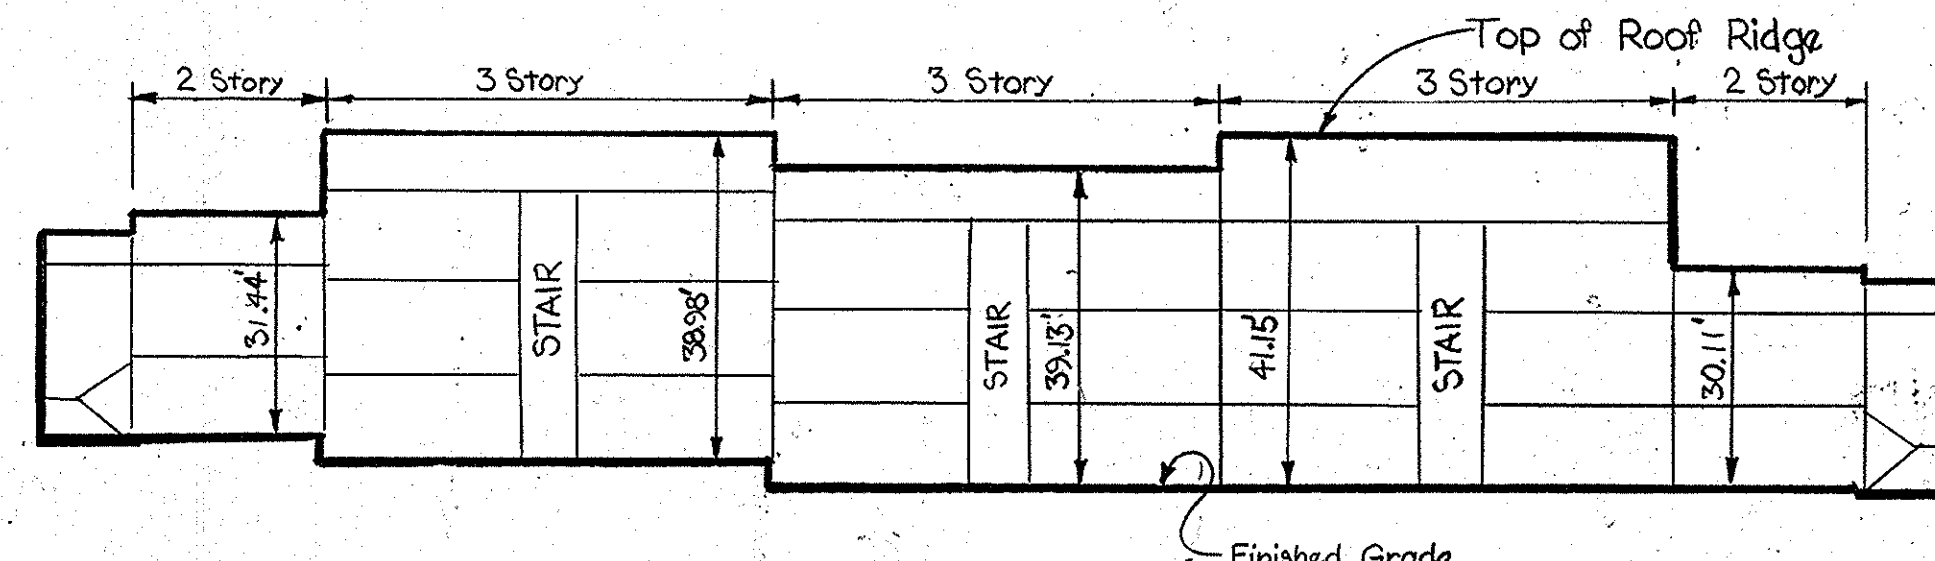 Top of Roof Ridge
2 Story
3 Story
3 Story
3 Story
2 Story
31.44'
STAIR
38.98'
STAIR
39.13'
41.15'
STAIR
30.11'
Finished Grade